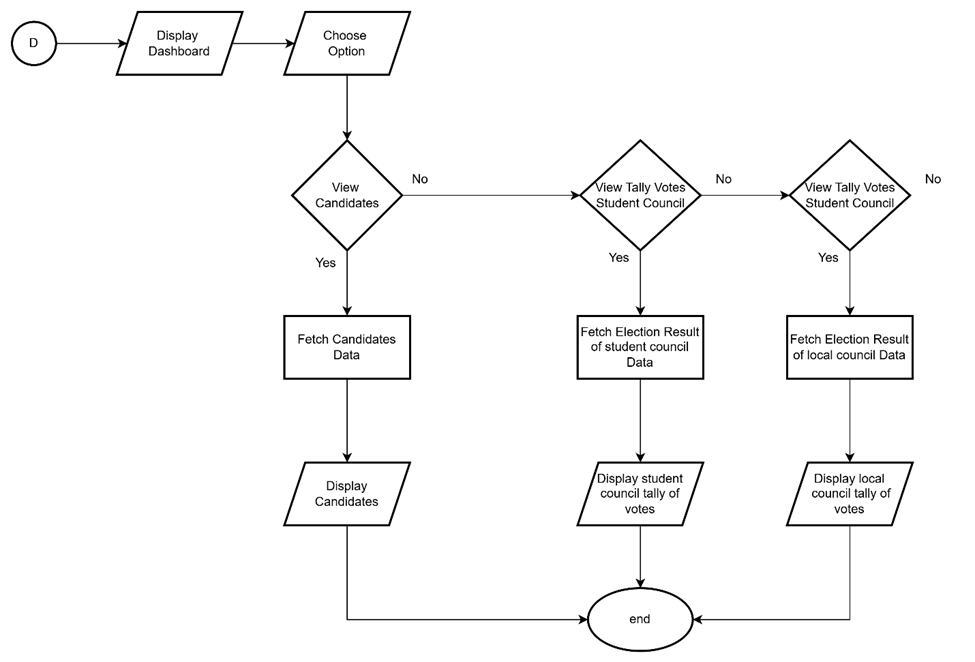 D
Display
Dashboard
Choose
Option
View
Candidates
No
View Tally Votes
Student Council
No
View Tally Votes
Student Council
No
Yes
Yes
Yes
Fetch Candidates
Data
Fetch Election Result
of student council
Data
Fetch Election Result
of local council Data
Display
Candidates
Display student
council tally of
votes
Display local
council tally of
votes
end